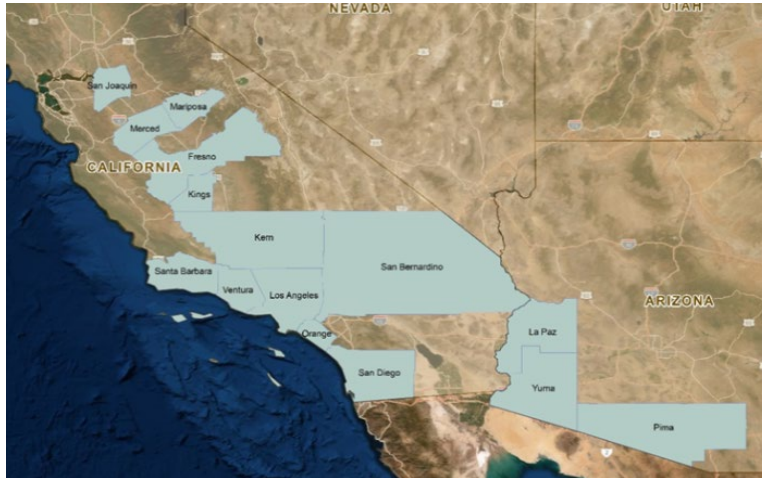 NEVADA
UTAH
San Joaquin
Mariposa
Merced
Fresno
CALIFORNIA
Kings
Kern
San Bernardino
Santa Barbara
Ventura
Los Angeles
ARIZONA
Orange
La Paz
San Diego
Yuma
Pima